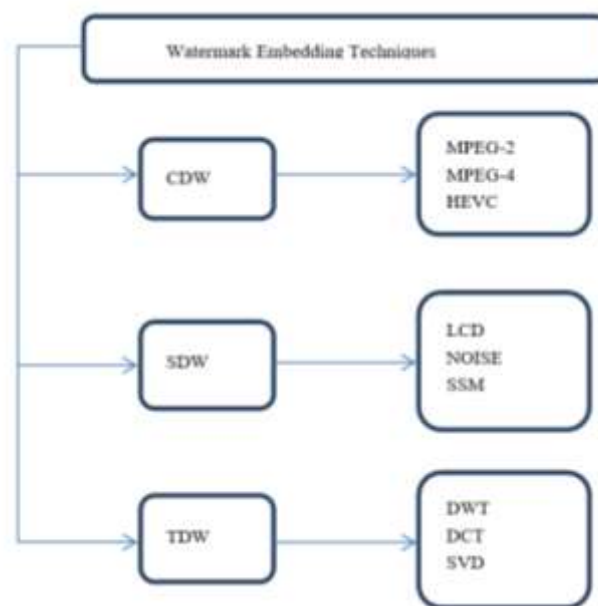 Watermark Embedding Techniques
CDW
MPEG-2
MPEG-4
HEVC
SDW
LCD
NOISE
SSM
TDW
DWT
DCT
SVD